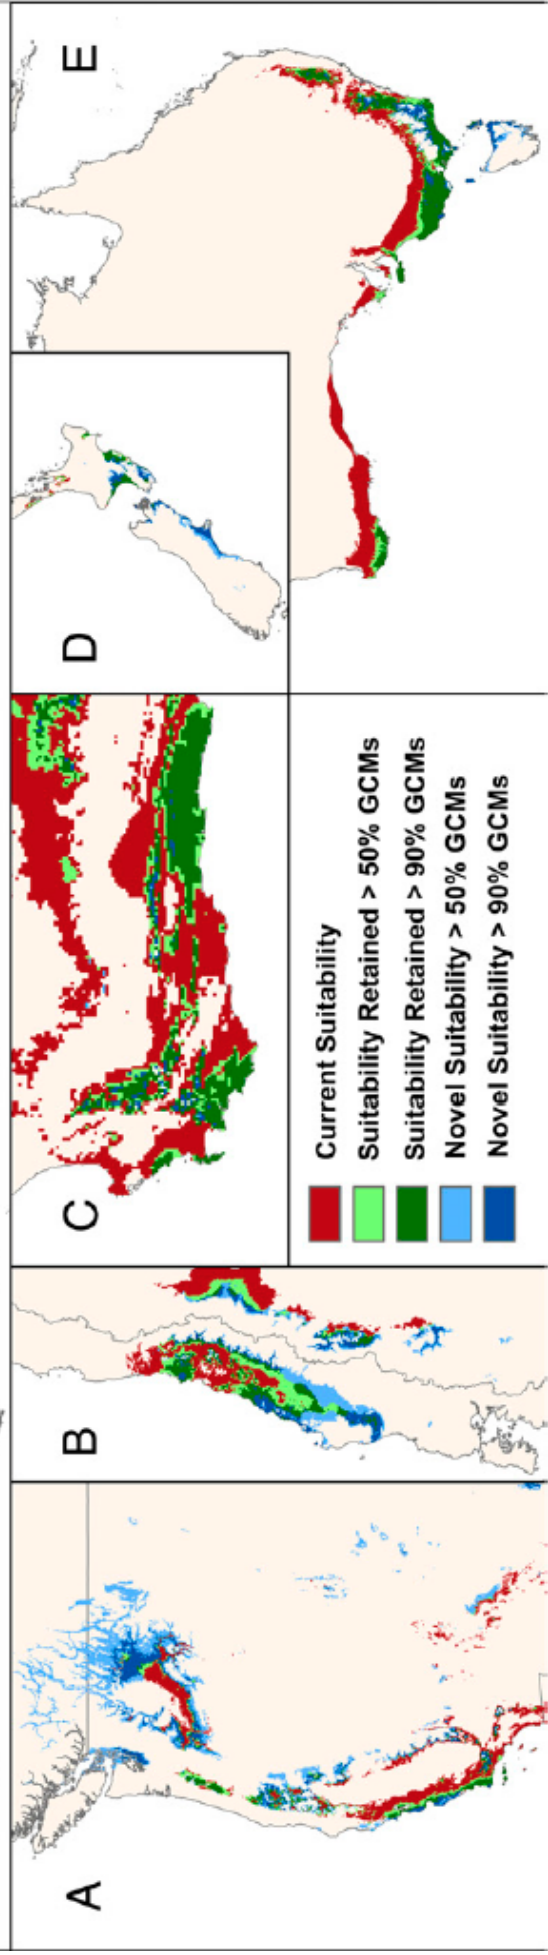 A
B
C
D
E
Current Suitability
Suitability Retained > 50% GCMs
Suitability Retained > 90% GCMs
Novel Suitability > 50% GCMs
Novel Suitability > 90% GCMs